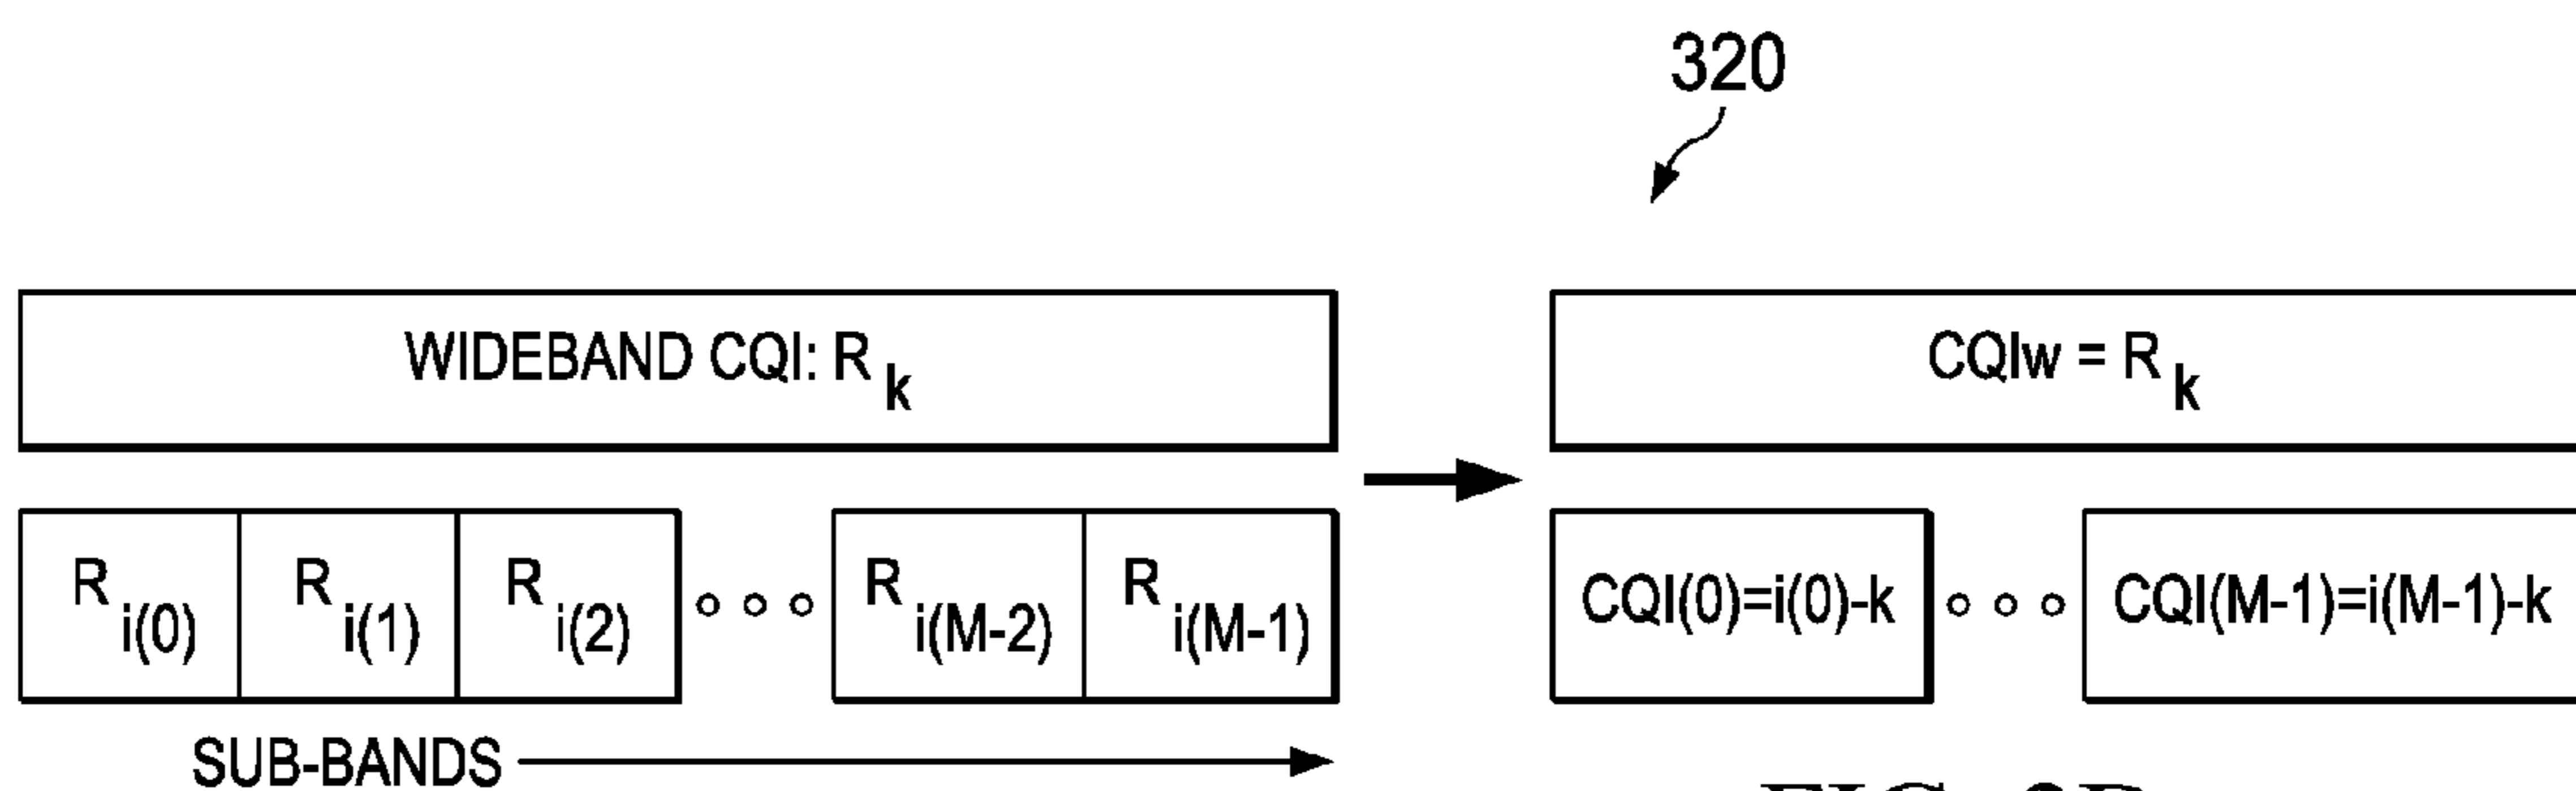 320
WIDEBAND CQI: R k
CQIw = R k
R i(0) R i(1) R i(2) R i(M-2) R i(M-1)
CQI(0)=i(0)-k CQI(M-1)=i(M-1)-k
SUB-BANDS